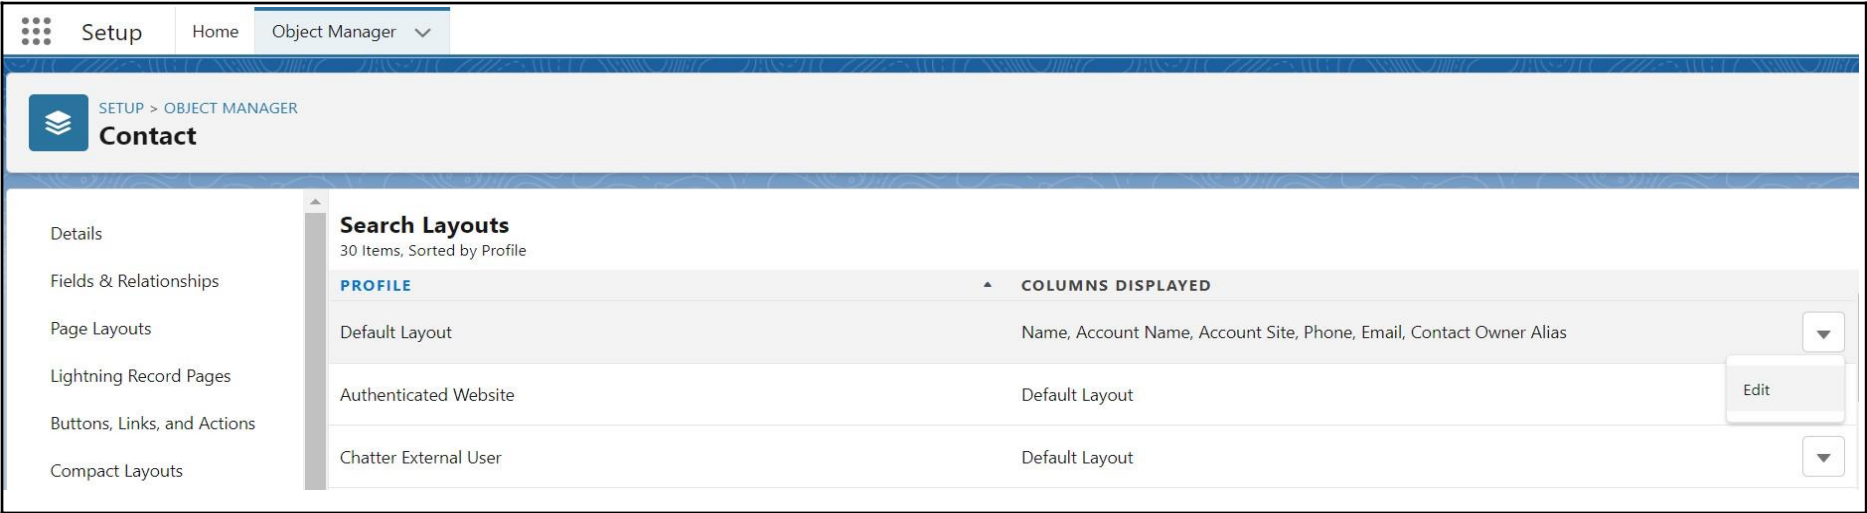 Setup Home Object Manager
SETUP > OBJECT MANAGER
Contact
Details
Fields & Relationships
Page Layouts
Lightning Record Pages
Buttons, Links, and Actions
Compact Layouts
Search Layouts
30 Items, Sorted by Profile
PROFILE COLUMNS DISPLAYED
Default Layout Name, Account Name, Account Site, Phone, Email, Contact Owner Alias
Edit
Authenticated Website Default Layout
Chatter External User Default Layout